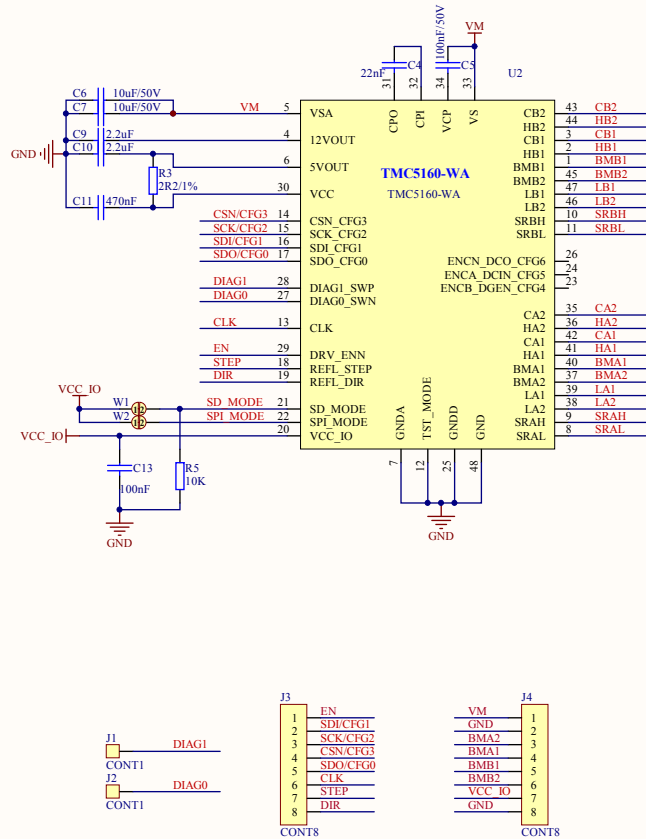 VM
100nF/50V
C4
C5
U2
22nF
31
32
34
33
C6 10uF/50V
C7 10uF/50V
VM 5 VSA
CPO
CPI
VCP
VS
CB2 43 CB2
HB2 44 HB2
C9 2.2uF
4 12VOUT
CB1 3 CB1
GND
C10 2.2uF
HB1 2 HB1
6 5VOUT
BMB1 1 BMB1
R3
2R2/1%
TMC5160-WA
BMB2 45 BMB2
30 VCC
TMC5160-WA
LB1 47 LB1
C11 470nF
LB2 46 LB2
CSN/CFG3 14 CSN_CFG3
SRBH 10 SRBH
SCK/CFG2 15 SCK_CFG2
SRBL 11 SRBL
SDI/CFG1 16 SDI_CFG1
SDO/CFG0 17 SDO_CFG0
ENCN_DCO_CFG6 26
ENCA_DCIN_CFG5 24
DIAG1 28 DIAG1_SWP
ENCB_DGEN_CFG4 23
DIAG0 27 DIAG0_SWN
CA2 35 CA2
CLK 13 CLK
HA2 36 HA2
CA1 42 CA1
EN 29 DRV_ENN
HA1 41 HA1
STEP 18 REFL_STEP
BMA1 40 BMA1
DIR 19 REFL_DIR
BMA2 37 BMA2
VCC_IO
LA1 39 LA1
W1 12 SD_MODE 21 SD_MODE
LA2 38 LA2
W2 12 SPI_MODE 22 SPI_MODE
SRAH 9 SRAH
VCC_IO 20 VCC_IO
SRAL 8 SRAL
GNDA
TST_MODE
GNDD
GND
7
12
25
48
C13
100nF
R5
10K
GND
GND
J3
J4
1 EN
2 SDI/CFG1
3 SCK/CFG2
4 CSN/CFG3
5 SDO/CFG0
6 CLK
7 STEP
8 DIR
CONT8
VM 1
GND 2
BMA2 3
BMA1 4
BMB1 5
BMB2 6
VCC_IO 7
GND 8
CONT8
J1
DIAG1
CONT1
J2
DIAG0
CONT1